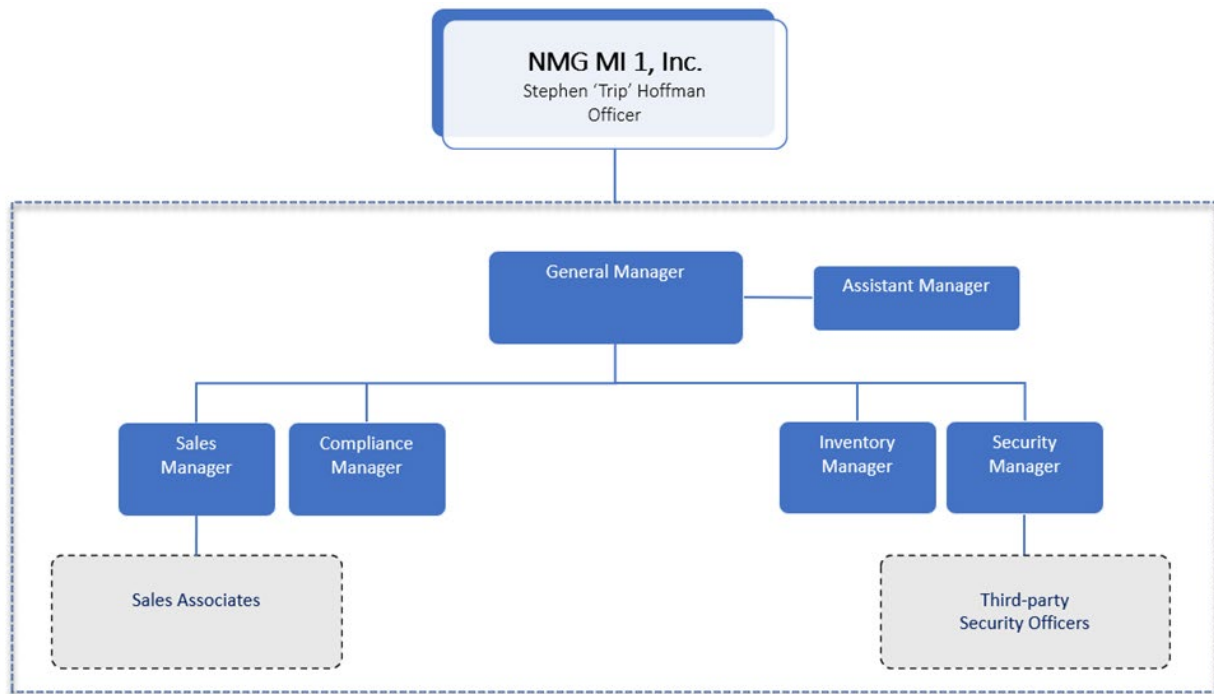 NMG MI 1, Inc.
Stephen ‘Trip’ Hoffman
Officer
General Manager
Assistant Manager
Sales
Manager
Compliance
Manager
Inventory
Manager
Security
Manager
Sales Associates
Third-party
Security Officers